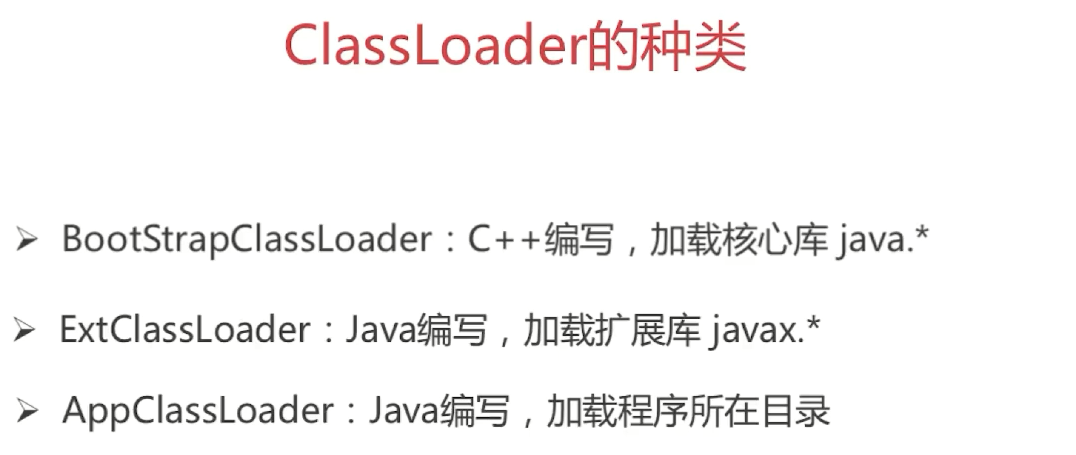 ClassLoader的种类
➢ BootStrapClassLoader：C++编写，加载核心库 java.*
➢ ExtClassLoader：Java编写，加载扩展库 javax.*
➢ AppClassLoader：Java编写，加载程序所在目录